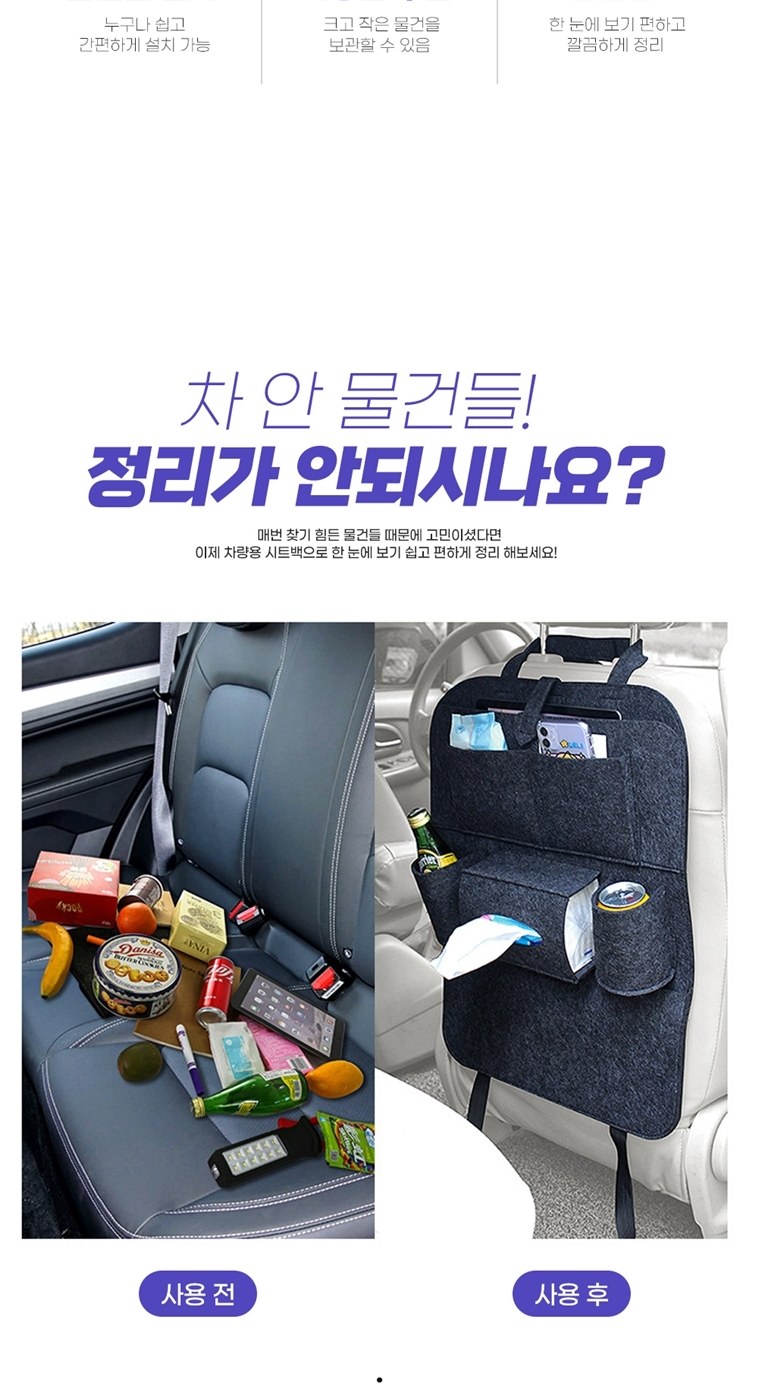 누구나 쉽고
간편하게 설치 가능
크고 작은 물건을
보관할 수 있음
한 눈에 보기 편하고
깔끔하게 정리
차 안 물건들!
정리가 안되시나요?
매번 찾기 힘든 물건들 때문에 고민이셨다면
이제 차량용 시트백으로 한 눈에 보기 쉽고 편하게 정리 해보세요!
pocky
Danisa
BUTTER COOKIES
perrier
사용 전
사용 후